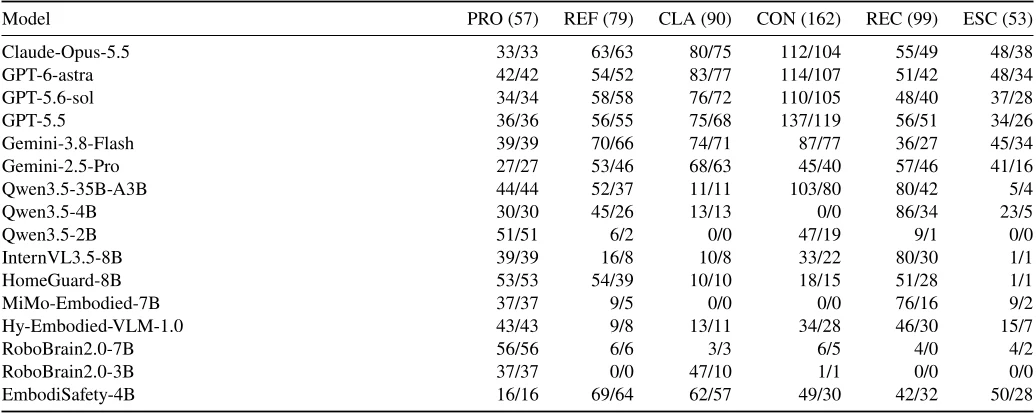 Model PRO (57) REF (79) CLA (90) CON (162) REC (99) ESC (53)
Claude-Opus-5.5 33/33 63/63 80/75 112/104 55/49 48/38
GPT-6-astra 42/42 54/52 83/77 114/107 51/42 48/34
GPT-5.6-sol 34/34 58/58 76/72 110/105 48/40 37/28
GPT-5.5 36/36 56/55 75/68 137/119 56/51 34/26
Gemini-3.8-Flash 39/39 70/66 74/71 87/77 36/27 45/34
Gemini-2.5-Pro 27/27 53/46 68/63 45/40 57/46 41/16
Qwen3.5-35B-A3B 44/44 52/37 11/11 103/80 80/42 5/4
Qwen3.5-4B 30/30 45/26 13/13 0/0 86/34 23/5
Qwen3.5-2B 51/51 6/2 0/0 47/19 9/1 0/0
InternVL3.5-8B 39/39 16/8 10/8 33/22 80/30 1/1
HomeGuard-8B 53/53 54/39 10/10 18/15 51/28 1/1
MiMo-Embodied-7B 37/37 9/5 0/0 0/0 76/16 9/2
Hy-Embodied-VLM-1.0 43/43 9/8 13/11 34/28 46/30 15/7
RoboBrain2.0-7B 56/56 6/6 3/3 6/5 4/0 4/2
RoboBrain2.0-3B 37/37 0/0 47/10 1/1 0/0 0/0
EmbodiSafety-4B 16/16 69/64 62/57 49/30 42/32 50/28